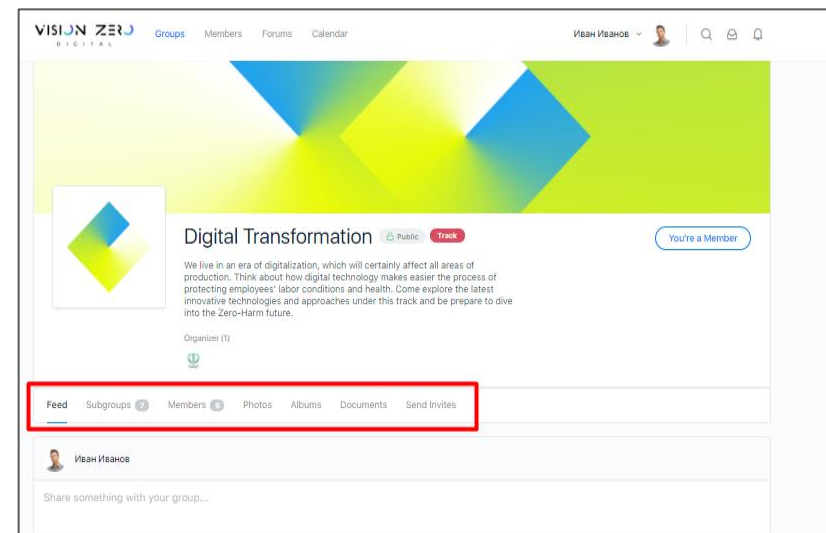 VISION ZERO
DIGITAL
Groups Members Forums Calendar
Иван Иванов
Digital Transformation Public Track
You're a Member
We live in an era of digitalization, which will certainly affect all areas of
production. Think about how digital technology makes easier the process of
protecting employees' labor conditions and health. Come explore the latest
innovative technologies and approaches under this track and be prepare to dive
into the Zero-Harm future.
Organizer (1)
Feed Subgroups 7 Members 6 Photos Albums Documents Send Invites
Иван Иванов
Share something with your group...